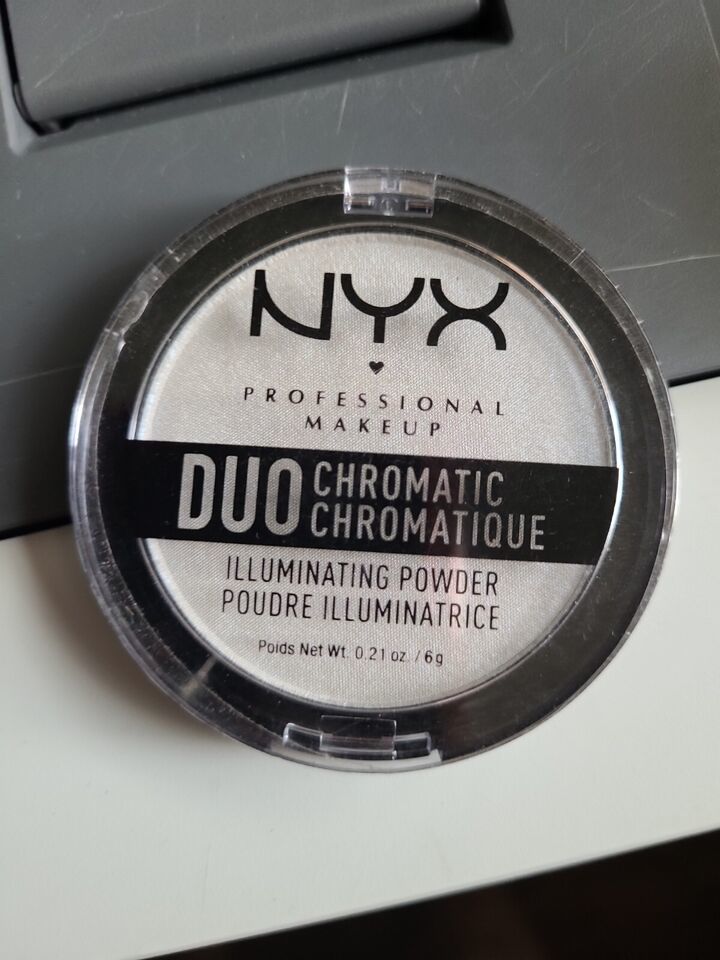 NYX
PROFESSIONAL
MAKEUP
DUO CHROMATIC
CHROMATIQUE
ILLUMINATING POWDER
POUDRE ILLUMINATRICE
Poids Net Wt. 0.21 oz. / 6g